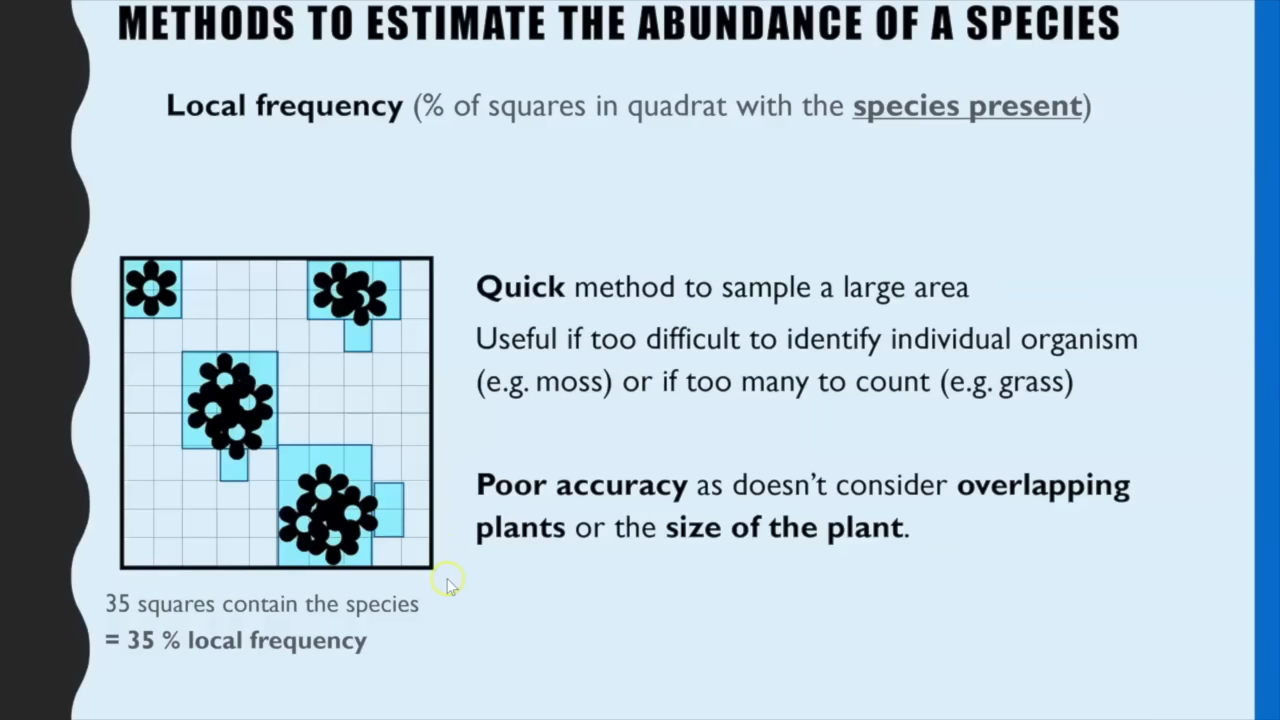 METHODS TO ESTIMATE THE ABUNDANCE OF A SPECIES
Local frequency (% of squares in quadrat with the species present)
Quick method to sample a large area
Useful if too difficult to identify individual organism
(e.g. moss) or if too many to count (e.g. grass)
Poor accuracy as doesn’t consider overlapping
plants or the size of the plant.
35 squares contain the species
= 35 % local frequency